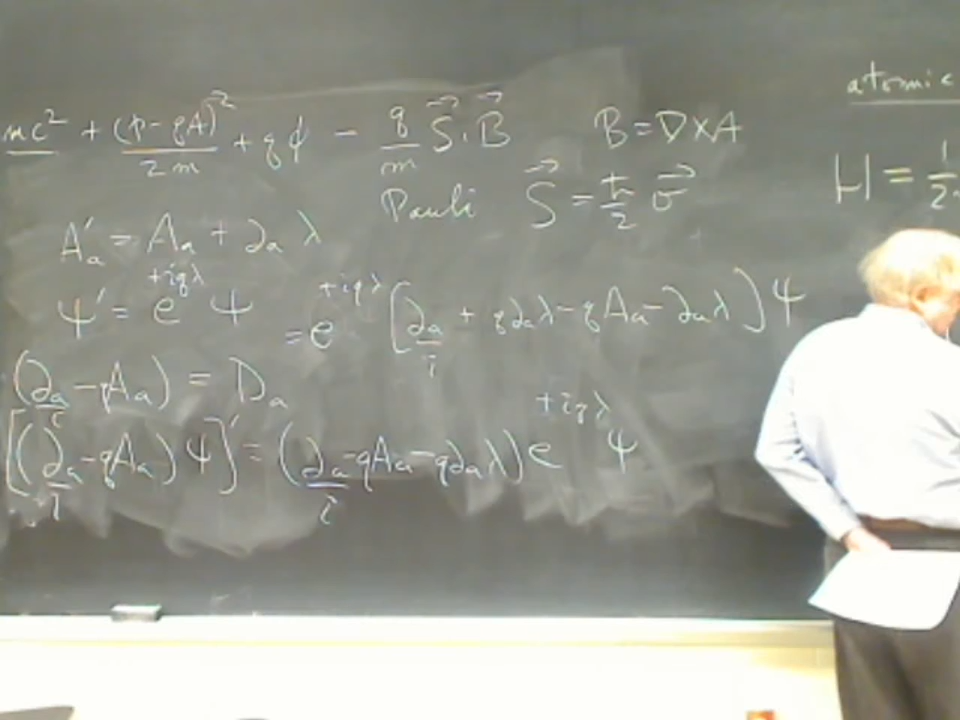 mc² + (p - qA)²/2m + qϕ - q/m S⃗·B⃗ B = ∇×A
Pauli S⃗ = ħ/2 σ⃗
A'ₐ = Aₐ + ∂ₐ λ
ψ' = e^{+iqλ} ψ = e^{+iqλ} [∂ₐ/i + q∂ₐλ - qAₐ - ∂ₐλ] ψ
(∂ₐ/i - qAₐ) = Dₐ
[(∂ₐ/i - qAₐ) ψ]' = (∂ₐ/i - qAₐ - q∂ₐλ) e^{+iqλ} ψ
atomic
H = 1/2